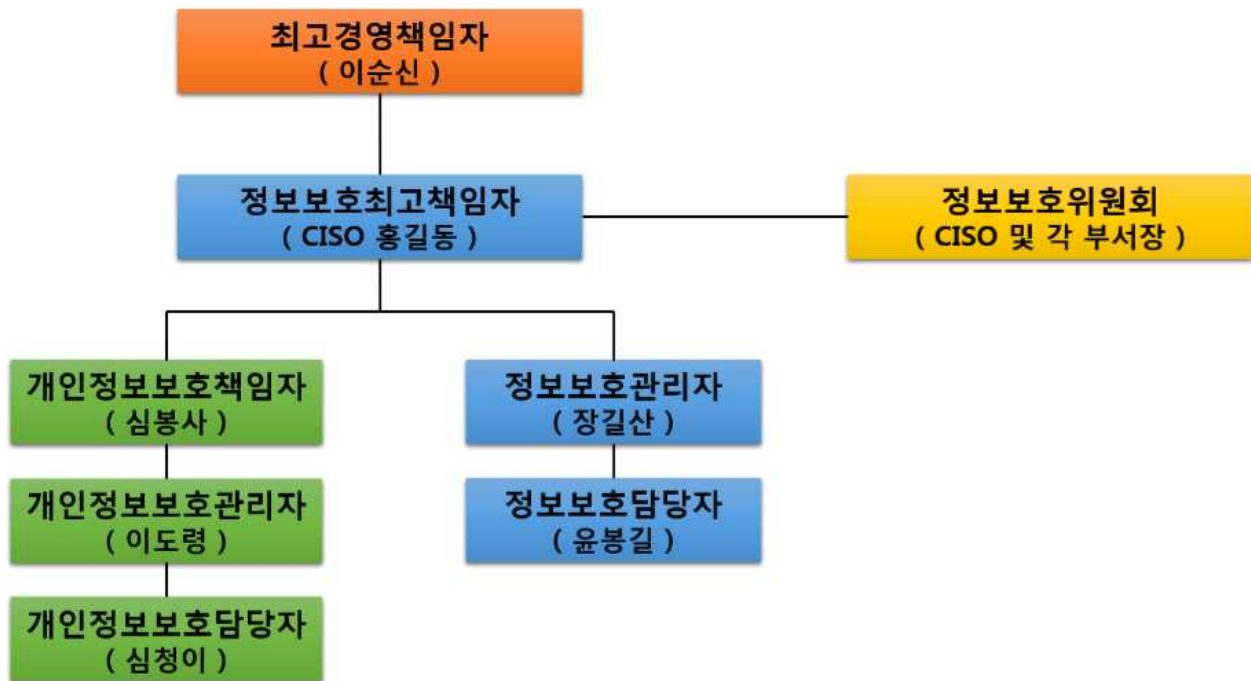 최고경영책임자
( 이순신 )
정보보호최고책임자
( CISO 홍길동 )
정보보호위원회
( CISO 및 각 부서장 )
개인정보보호책임자
( 심봉사 )
정보보호관리자
( 장길산 )
개인정보보호관리자
( 이도령 )
정보보호담당자
( 윤봉길 )
개인정보보호담당자
( 심청이 )